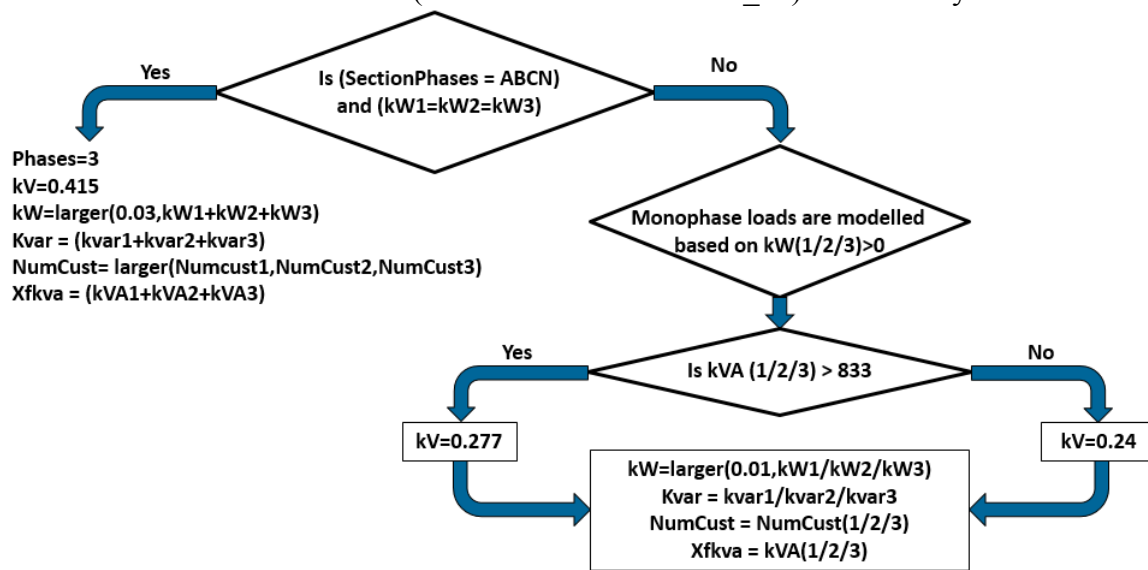 Yes
Is (SectionPhases = ABCN)
and (kW1=kW2=kW3)
No
Phases=3
kV=0.415
kW=larger(0.03,kW1+kW2+kW3)
Kvar = (kvar1+kvar2+kvar3)
NumCust= larger(Numcust1,NumCust2,NumCust3)
Xfkva = (kVA1+kVA2+kVA3)
Monophase loads are modelled
based on kW(1/2/3)>0
Yes
Is kVA (1/2/3) > 833
No
kV=0.277
kV=0.24
kW=larger(0.01,kW1/kW2/kW3)
Kvar = kvar1/kvar2/kvar3
NumCust = NumCust(1/2/3)
Xfkva = kVA(1/2/3)